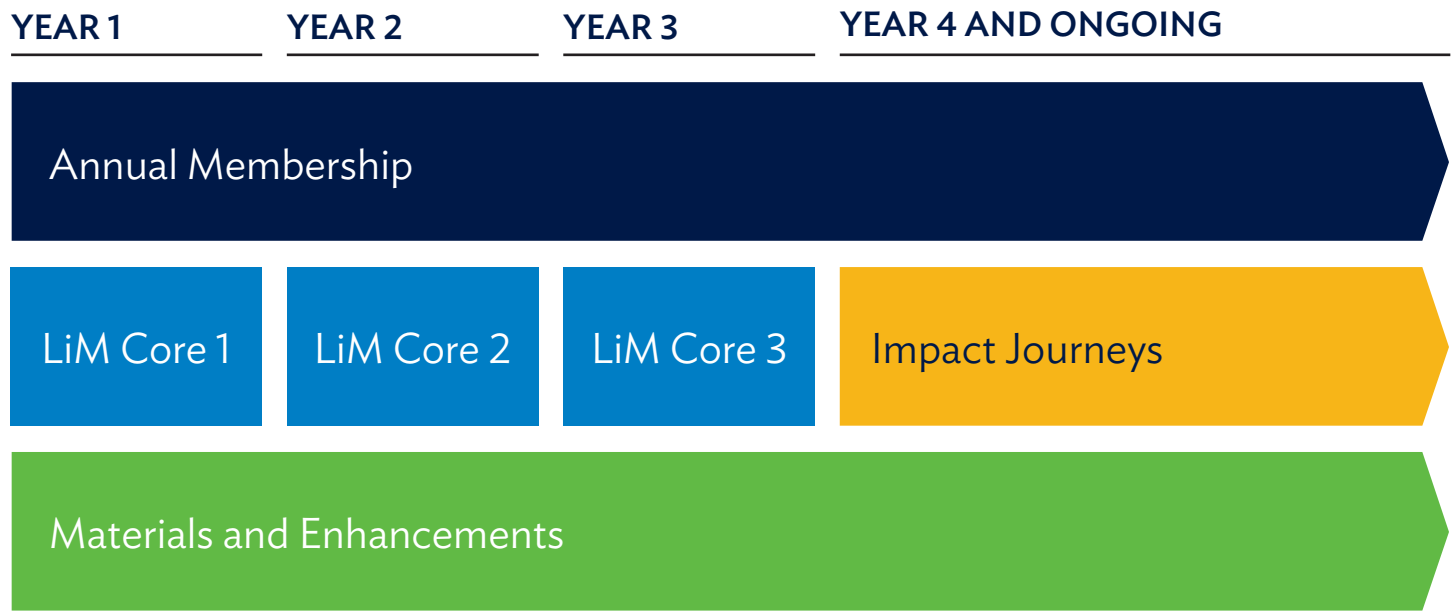 YEAR 1
YEAR 2
YEAR 3
YEAR 4 AND ONGOING
Annual Membership
LiM Core 1
LiM Core 2
LiM Core 3
Impact Journeys
Materials and Enhancements